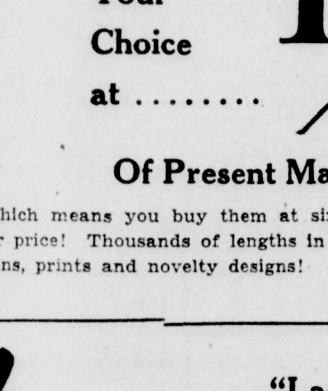 Your
Choice
at ........
Of Present Ma
hich means you buy them at si
r price! Thousands of lengths in
ns, prints and novelty designs!